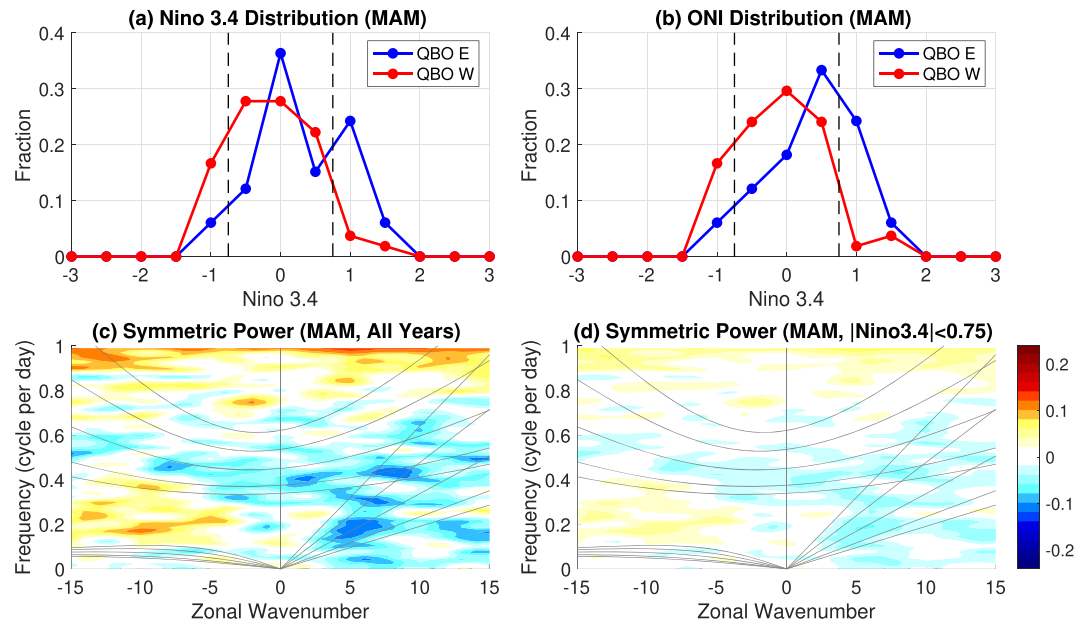 (a) Nino 3.4 Distribution (MAM)
0.4
0.3
0.2
0.1
0
Fraction
QBO E
QBO W
-3 -2 -1 0 1 2 3
Nino 3.4
(b) ONI Distribution (MAM)
0.4
0.3
0.2
0.1
0
Fraction
QBO E
QBO W
-3 -2 -1 0 1 2 3
Nino 3.4
(c) Symmetric Power (MAM, All Years)
1
0.8
0.6
0.4
0.2
0
Frequency (cycle per day)
-15 -10 -5 0 5 10 15
Zonal Wavenumber
(d) Symmetric Power (MAM, |Nino3.4|<0.75)
1
0.8
0.6
0.4
0.2
0
Frequency (cycle per day)
-15 -10 -5 0 5 10 15
Zonal Wavenumber
0.2
0.1
0
-0.1
-0.2